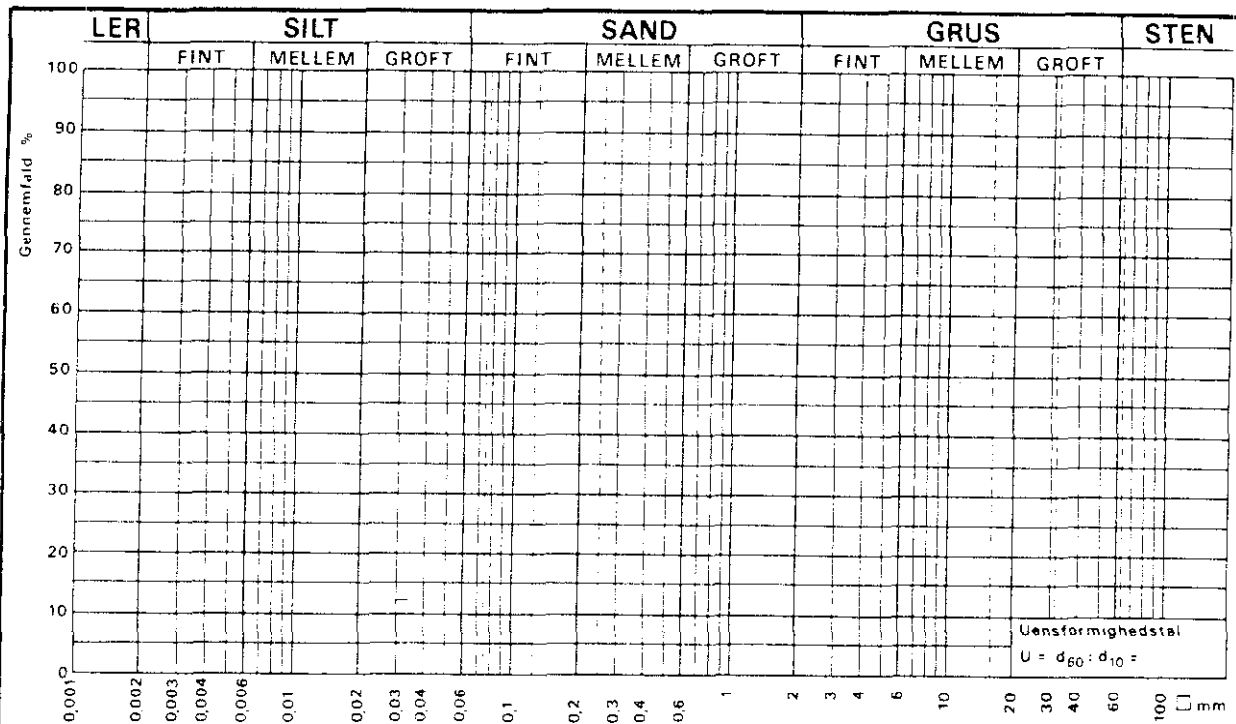 LER SILT SAND GRUS STEN
FINT MELLEM GROFT FINT MELLEM GROFT FINT MELLEM GROFT
Gennemfald %
100
90
80
70
60
50
40
30
20
10
0
Uensformighedstal
U = d60 : d10 =
0,001 0,002 0,003 0,004 0,006 0,01 0,02 0,03 0,04 0,06 0,1 0,2 0,3 0,4 0,6 1 2 3 4 6 10 20 30 40 60 100 □ mm